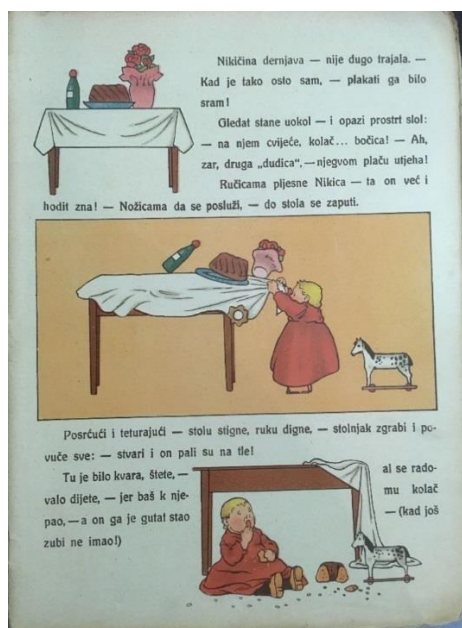 Nikičina dernjava — nije dugo trajala. —
Kad je tako osto sam, — plakati ga bilo
sram!
Gledat stane uokol — i opazi prostrt stol:
— na njem cvijeće, kolač... bočica! — Ah,
zar, druga „dudica“, — njegvom plaču utjeha!
Ručicama pljesne Nikica — ta on već i
hodit zna! — Nožicama da se posluži, — do stola se zaputi.
Posrćući i teturajući — stolu stigne, ruku digne, — stolnjak zgrabi i po-
vuče sve: — stvari i on pali su na tle!
Tu je bilo kvara, štete, — al se rado-
valo dijete, — jer baš k nje- mu kolač
pao, — a on ga je gutat stao — (kad još
zubi ne imao!)